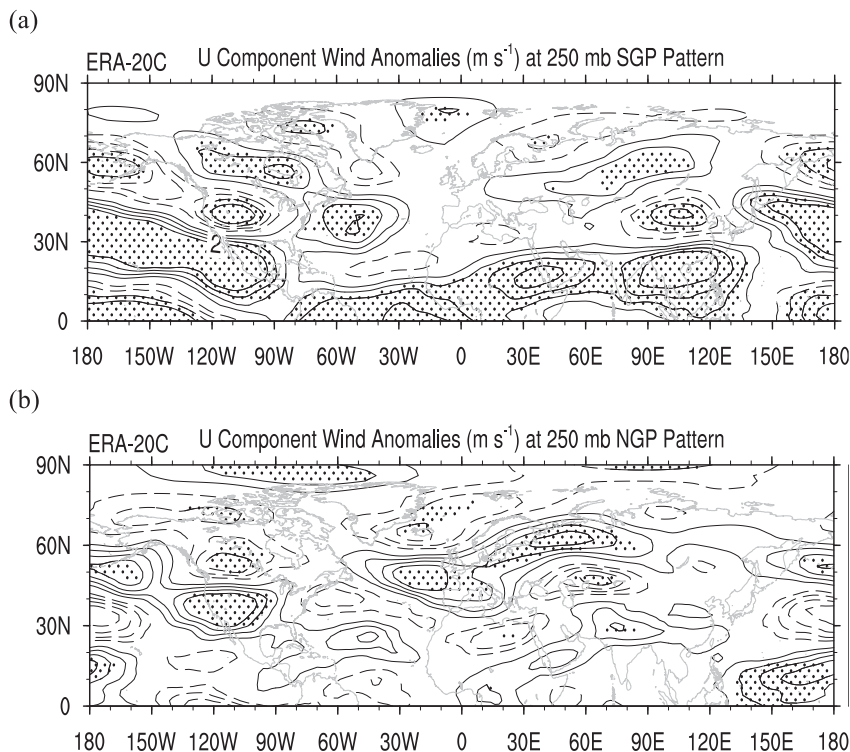 (a)
ERA-20C U Component Wind Anomalies (m s⁻¹) at 250 mb SGP Pattern
90N
60N
30N
0
2
180 150W 120W 90W 60W 30W 0 30E 60E 90E 120E 150E 180
(b)
ERA-20C U Component Wind Anomalies (m s⁻¹) at 250 mb NGP Pattern
90N
60N
30N
0
180 150W 120W 90W 60W 30W 0 30E 60E 90E 120E 150E 180